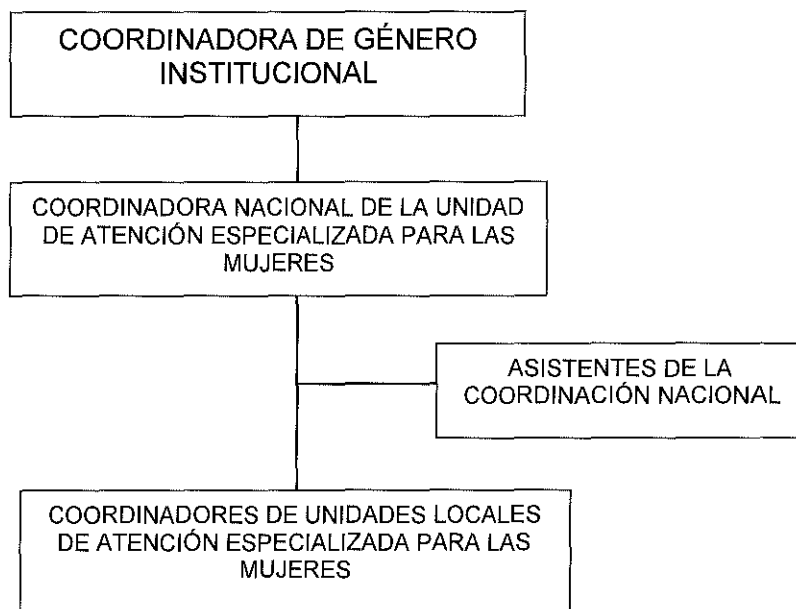 COORDINADORA DE GÉNERO
INSTITUCIONAL
COORDINADORA NACIONAL DE LA UNIDAD
DE ATENCIÓN ESPECIALIZADA PARA LAS
MUJERES
ASISTENTES DE LA
COORDINACIÓN NACIONAL
COORDINADORES DE UNIDADES LOCALES
DE ATENCIÓN ESPECIALIZADA PARA LAS
MUJERES